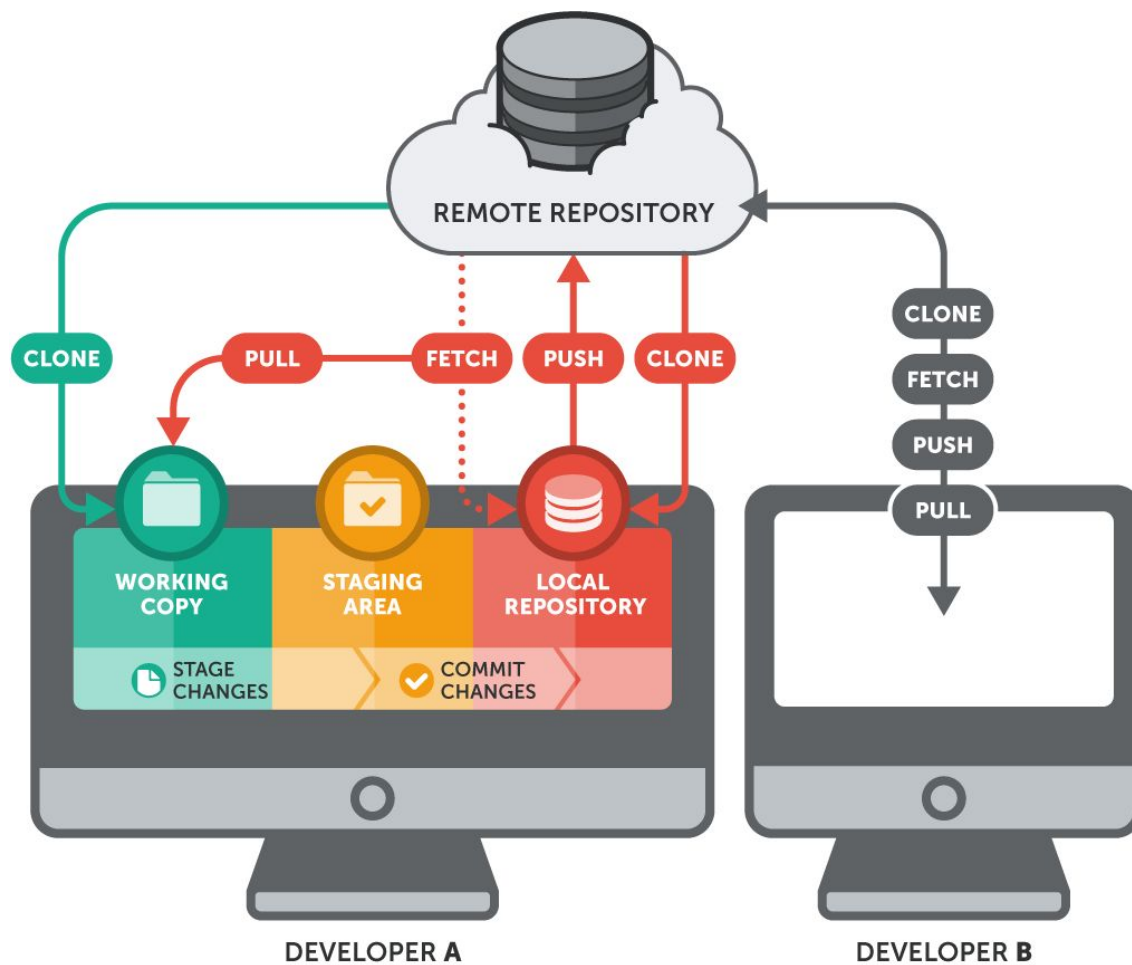 REMOTE REPOSITORY
CLONE
PULL
FETCH
PUSH
CLONE
CLONE
FETCH
PUSH
PULL
WORKING
COPY
STAGING
AREA
LOCAL
REPOSITORY
STAGE
CHANGES
COMMIT
CHANGES
DEVELOPER A
DEVELOPER B